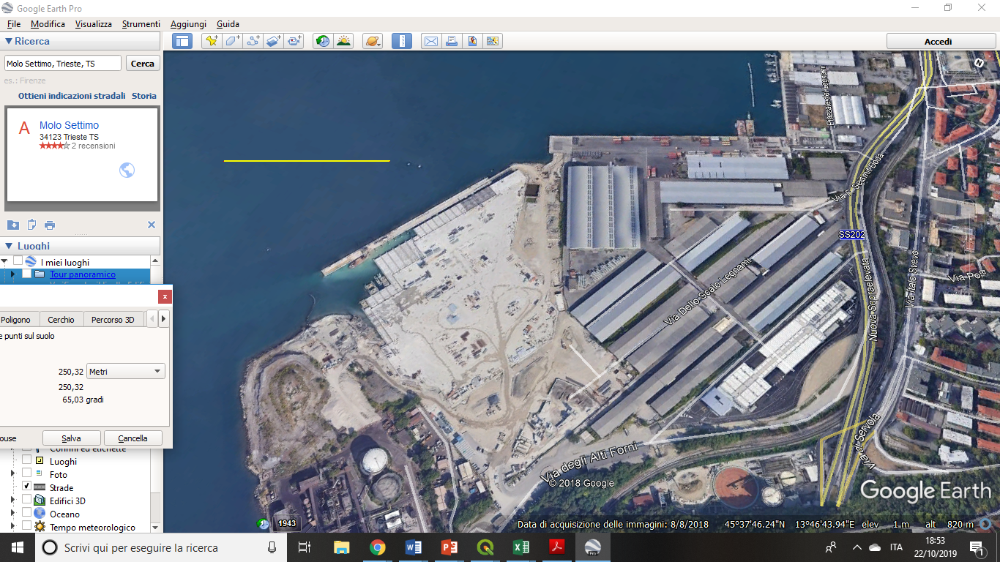 Google Earth Pro
File Modifica Visualizza Strumenti Aggiungi Guida
Ricerca
Accedi
Molo Settimo, Trieste, TS
Cerca
es.: Firenze
Ottieni indicazioni stradali Storia
A
Molo Settimo
34123 Trieste TS
2 recensioni
Luoghi
I miei luoghi
Tour panoramico
Poligono Cerchio Percorso 3D
e punti sul suolo
250,32 Metri
250,32
65,03 gradi
ouse Salva Cancella
Confini ed etichette
Luoghi
Foto
Strade
Edifici 3D
Oceano
Tempo meteorologico
N
Via F. Seismit-Doda
SS202
Via Dello Scalo Legnami
Nuova Sopraelevata
Via Italo Svevo
Via Pola
Via degli Alti Forni
Via di Servola
© 2018 Google
Google Earth
1943
Data di acquisizione delle immagini: 8/8/2018 45°37'46.24"N 13°46'43.94"E elev 1 m alt 820 m
Scrivi qui per eseguire la ricerca
Pro
ITA
18:53
22/10/2019
1